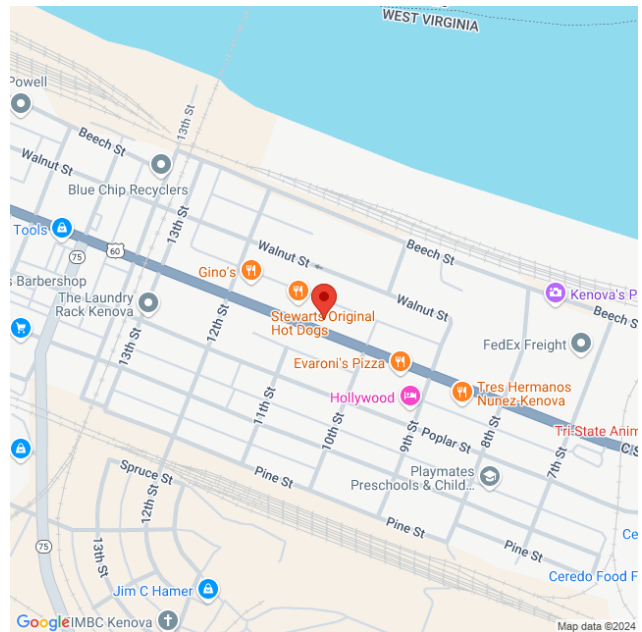 WEST VIRGINIA
Powell
Beech St
13th St
Walnut St
Blue Chip Recyclers
13th St
Tools
60
75
Walnut St
Beech St
Gino's
s Barbershop
The Laundry
Rack Kenova
12th St
Stewarts Original
Hot Dogs
Walnut St
Kenova's P
Beech St
FedEx Freight
13th St
Evaroni's Pizza
Hollywood
Tres Hermanos
Nunez Kenova
11th St
10th St
9th St
Poplar St
8th St
7th St
Tri-State Anim
C S
Playmates
Preschools & Child...
Spruce St
12th St
Pine St
Pine St
Pine St
75
13th St
Ce
Ceredo Food F
Jim C Hamer
Google
IMBC Kenova
Map data ©2024